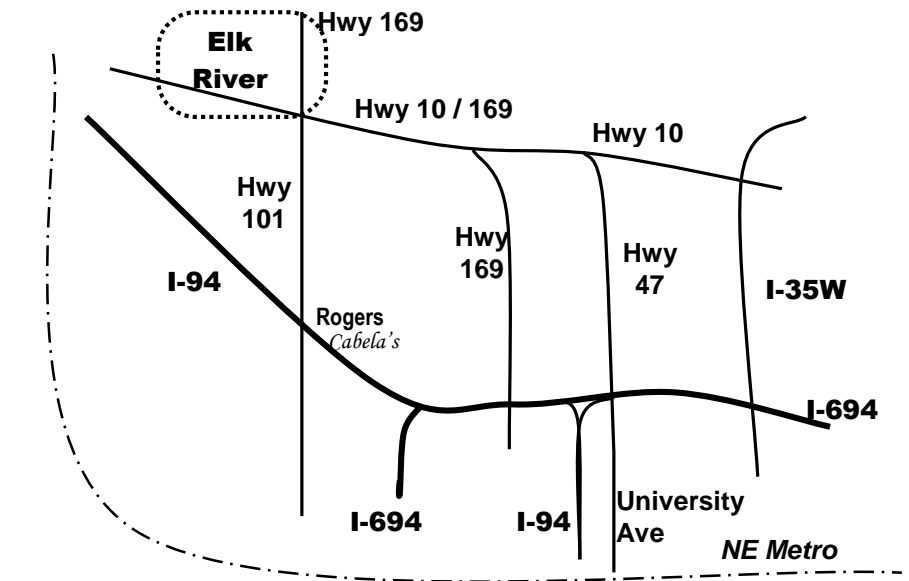 Hwy 169
Elk
River
Hwy 10 / 169
Hwy 10
Hwy
101
Hwy
169
Hwy
47
I-94
I-35W
Rogers
Cabela's
I-694
I-694
I-94
University
Ave
NE Metro